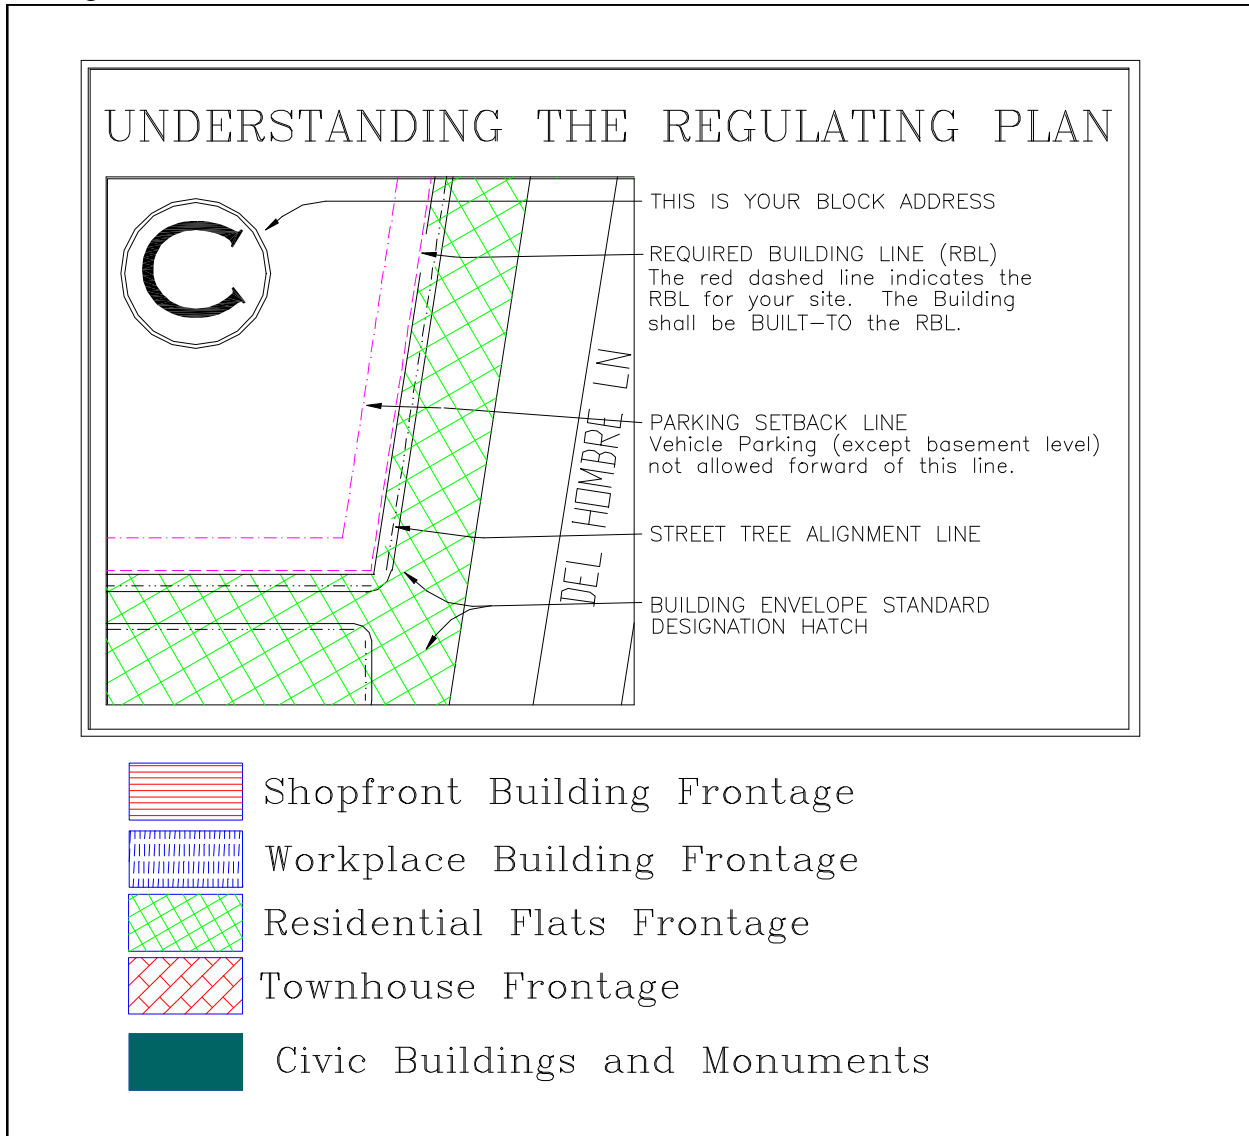 UNDERSTANDING THE REGULATING PLAN
C
THIS IS YOUR BLOCK ADDRESS
REQUIRED BUILDING LINE (RBL)
The red dashed line indicates the
RBL for your site. The Building
shall be BUILT-TO the RBL.
PARKING SETBACK LINE
Vehicle Parking (except basement level)
not allowed forward of this line.
STREET TREE ALIGNMENT LINE
BUILDING ENVELOPE STANDARD
DESIGNATION HATCH
DEL HOMBRE LN
Shopfront Building Frontage
Workplace Building Frontage
Residential Flats Frontage
Townhouse Frontage
Civic Buildings and Monuments